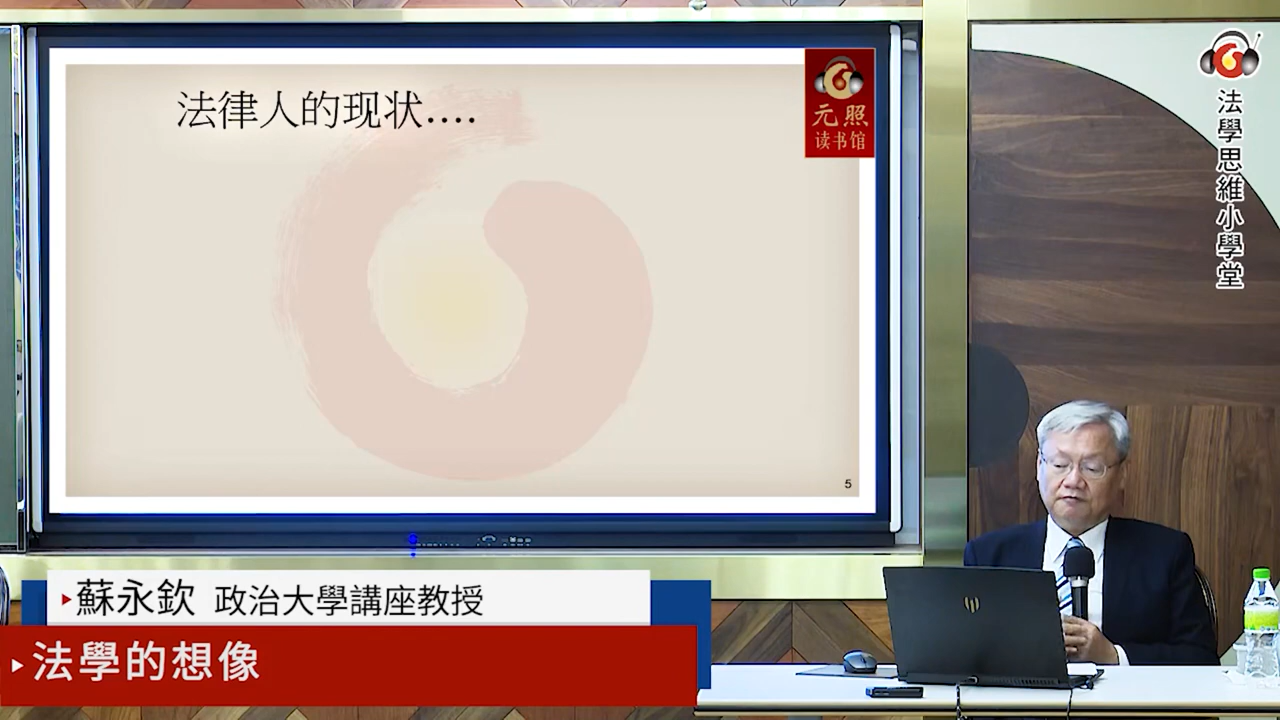 法律人的现状....
元照
读书馆
5
法學思維小學堂
▸蘇永欽 政治大學講座教授
▸法學的想像